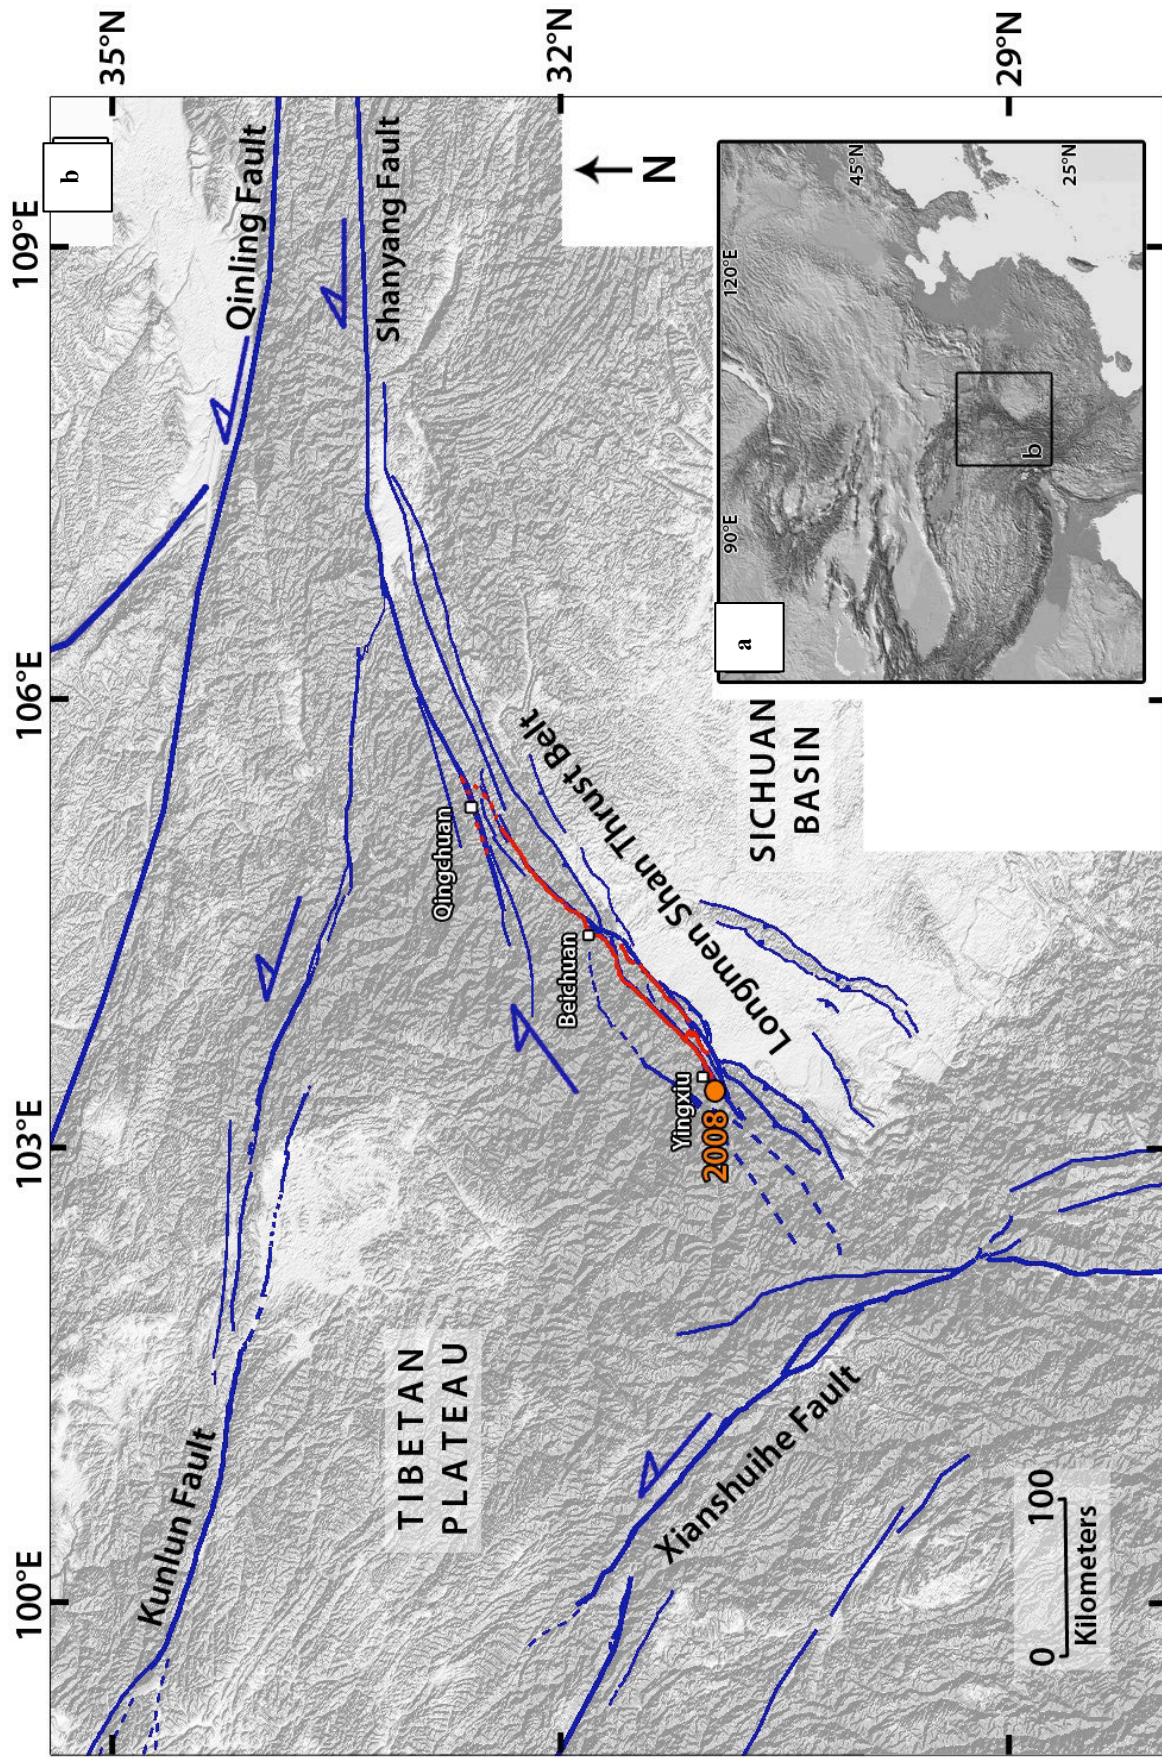 100°E
103°E
106°E
109°E
b
35°N
32°N
29°N
Kunlun Fault
Qinling Fault
Shanyang Fault
TIBETAN
PLATEAU
Qingchuan
Beichuan
Yingxiu
2008
Longmen Shan Thrust Belt
Xianshuihe Fault
SICHUAN
BASIN
N
0
100
Kilometers
a
90°E
120°E
45°N
25°N
b